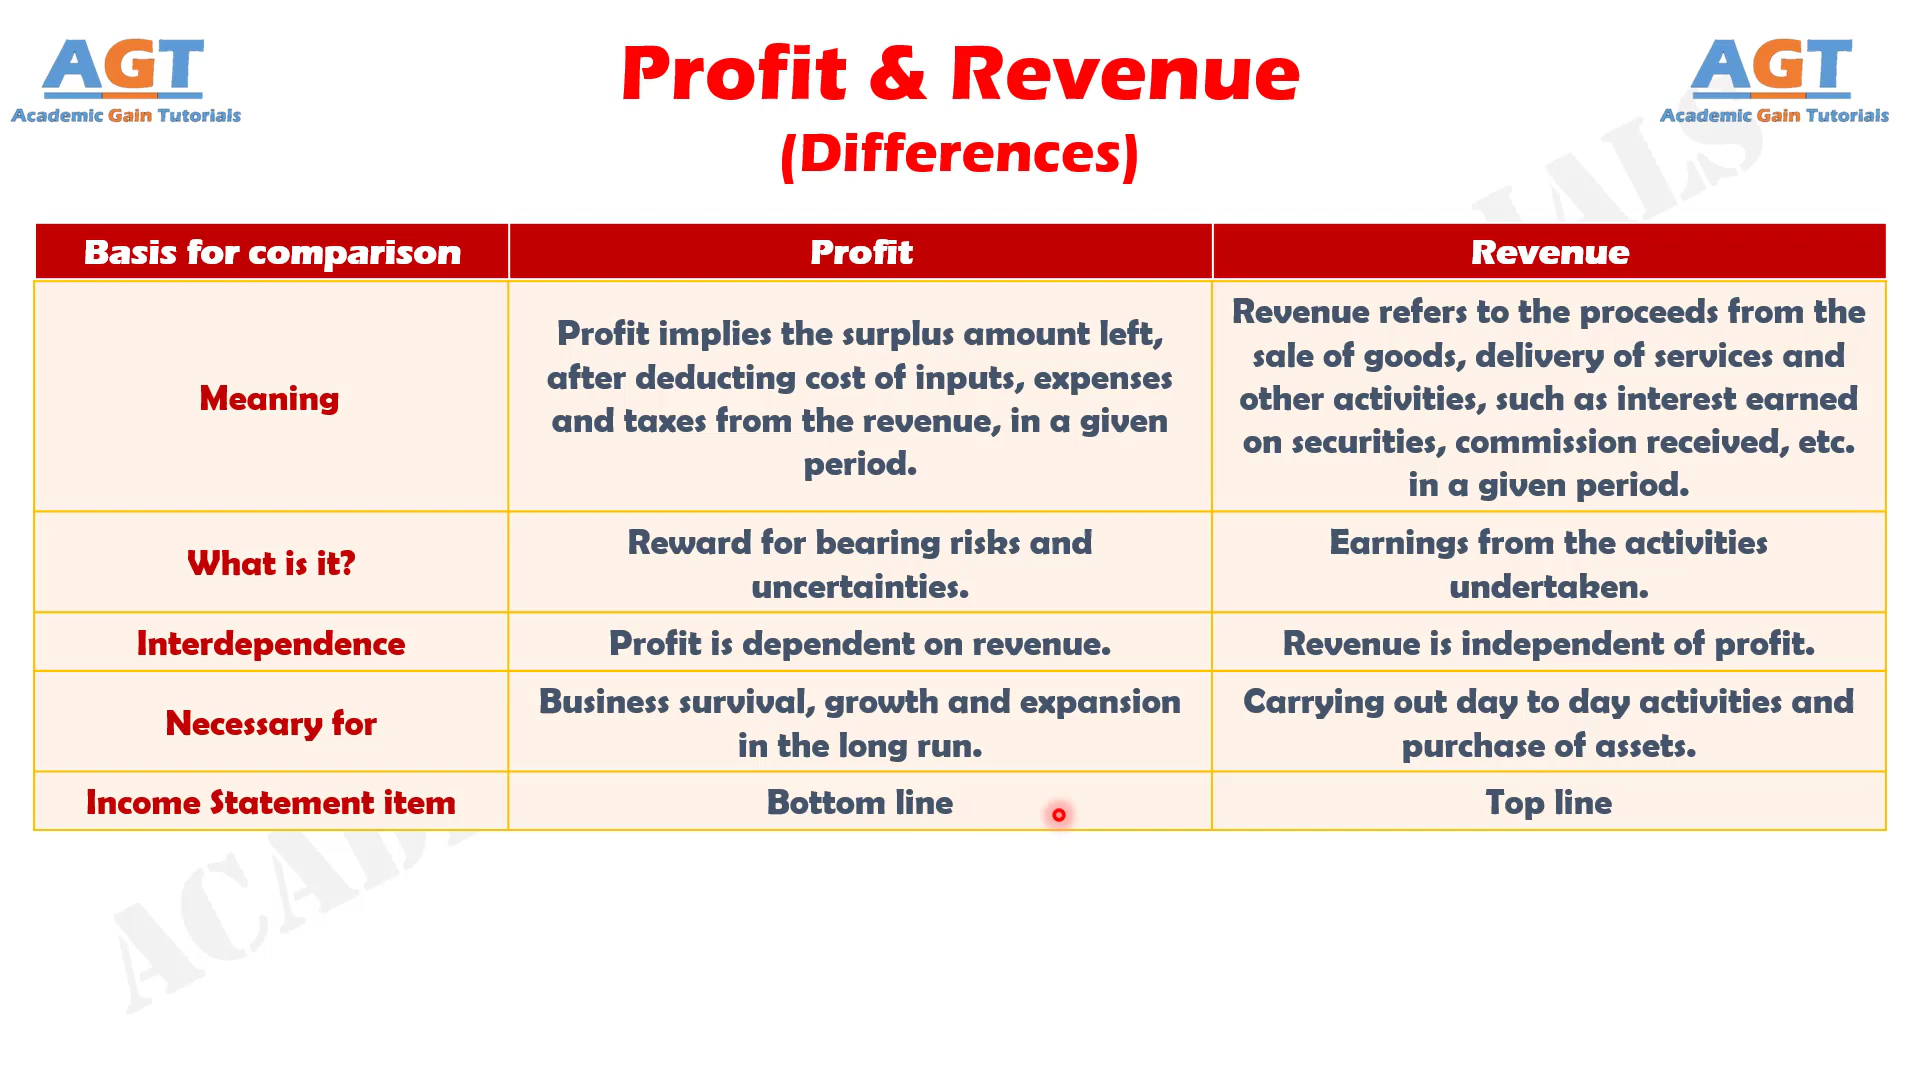 AGT
Academic Gain Tutorials
Profit & Revenue
(Differences)
AGT
Academic Gain Tutorials
Basis for comparison
Profit
Revenue
Meaning
Profit implies the surplus amount left,
after deducting cost of inputs, expenses
and taxes from the revenue, in a given
period.
Revenue refers to the proceeds from the
sale of goods, delivery of services and
other activities, such as interest earned
on securities, commission received, etc.
in a given period.
What is it?
Reward for bearing risks and
uncertainties.
Earnings from the activities
undertaken.
Interdependence
Profit is dependent on revenue.
Revenue is independent of profit.
Necessary for
Business survival, growth and expansion
in the long run.
Carrying out day to day activities and
purchase of assets.
Income Statement item
Bottom line
Top line